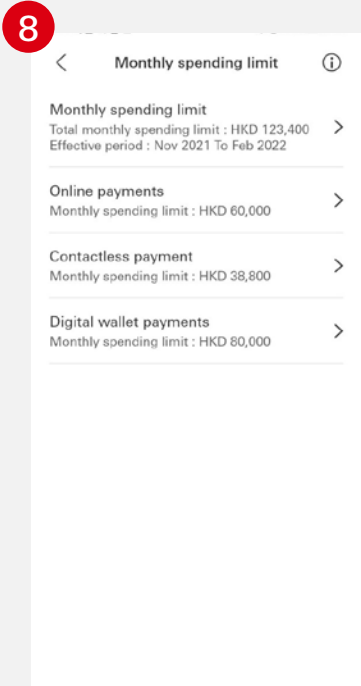 8
Monthly spending limit
Monthly spending limit
Total monthly spending limit : HKD 123,400
Effective period : Nov 2021 To Feb 2022
Online payments
Monthly spending limit : HKD 60,000
Contactless payment
Monthly spending limit : HKD 38,800
Digital wallet payments
Monthly spending limit : HKD 80,000